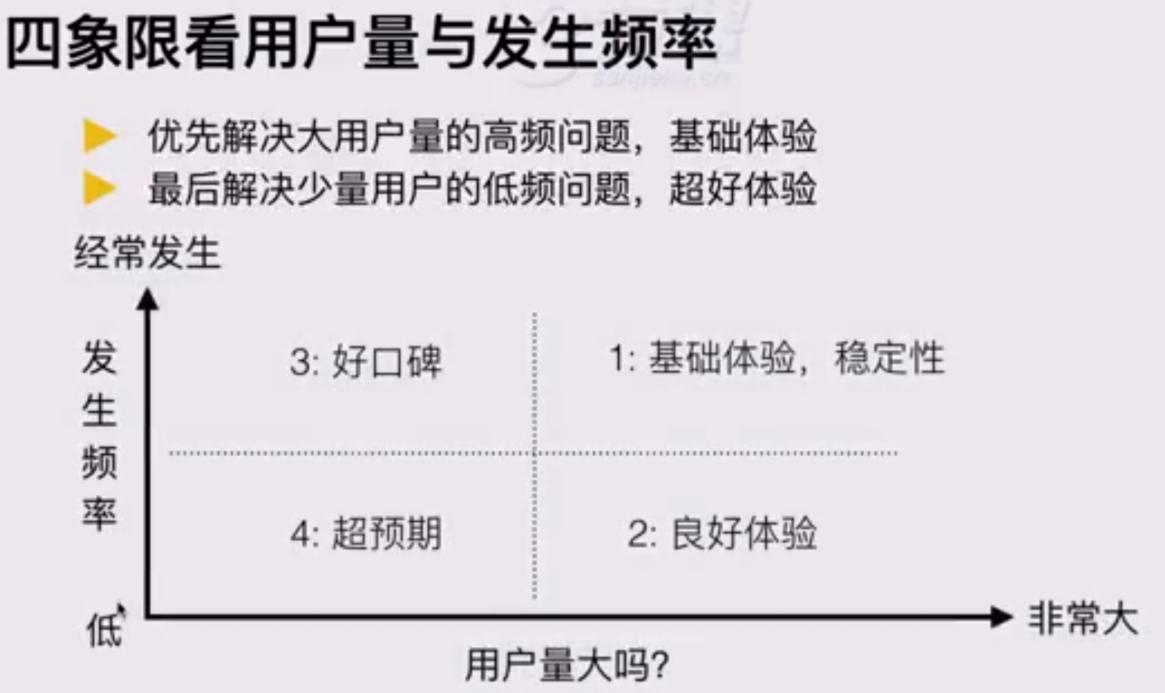 四象限看用户量与发生频率
优先解决大用户量的高频问题，基础体验
最后解决少量用户的低频问题，超好体验
经常发生
发生频率
3: 好口碑
1: 基础体验，稳定性
4: 超预期
2: 良好体验
低
非常大
用户量大吗?